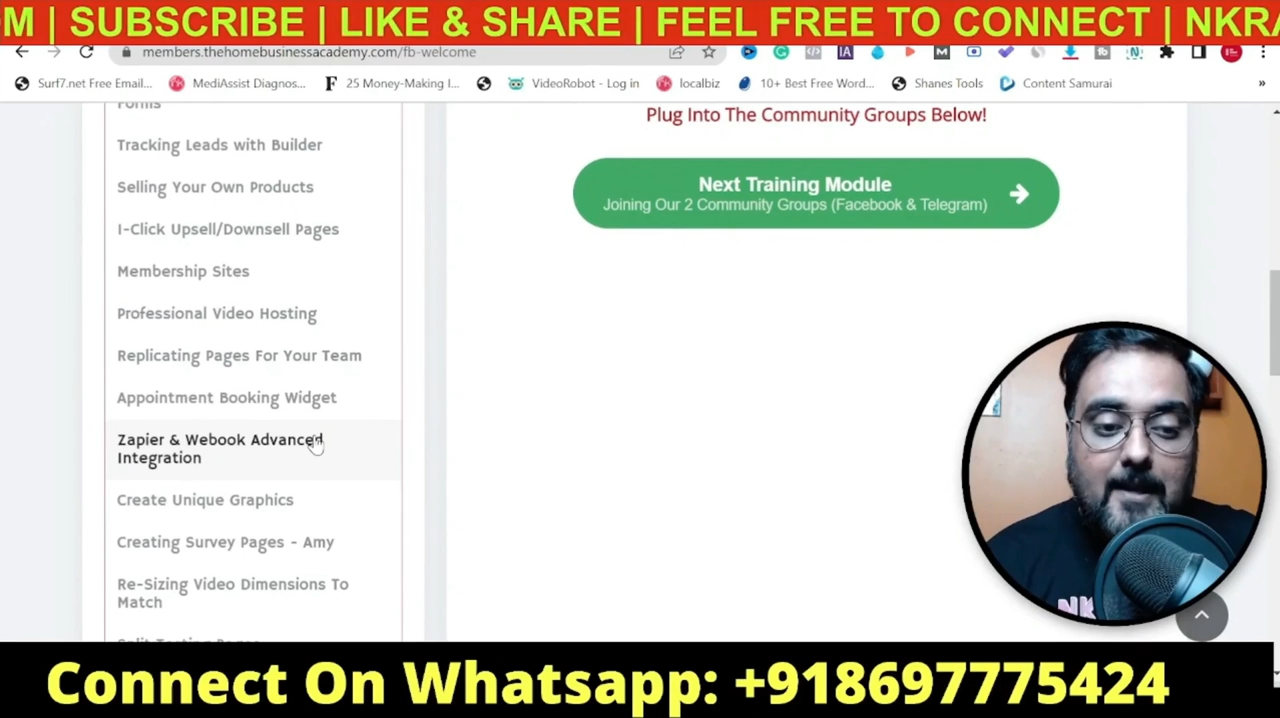 M | SUBSCRIBE | LIKE & SHARE | FEEL FREE TO CONNECT | NKRA
members.thehomebusinessacademy.com/fb-welcome
Surf7.net Free Email... MediAssist Diagnos... 25 Money-Making I... VideoRobot - Log in localbiz 10+ Best Free Word... Shanes Tools Content Samurai »
Forms
Tracking Leads with Builder
Selling Your Own Products
1-Click Upsell/Downsell Pages
Membership Sites
Professional Video Hosting
Replicating Pages For Your Team
Appointment Booking Widget
Zapier & Webook Advanced
Integration
Create Unique Graphics
Creating Survey Pages - Amy
Re-Sizing Video Dimensions To
Match
Split Testing Pages
Plug Into The Community Groups Below!
Next Training Module
Joining Our 2 Community Groups (Facebook & Telegram)
NK
Connect On Whatsapp: +918697775424